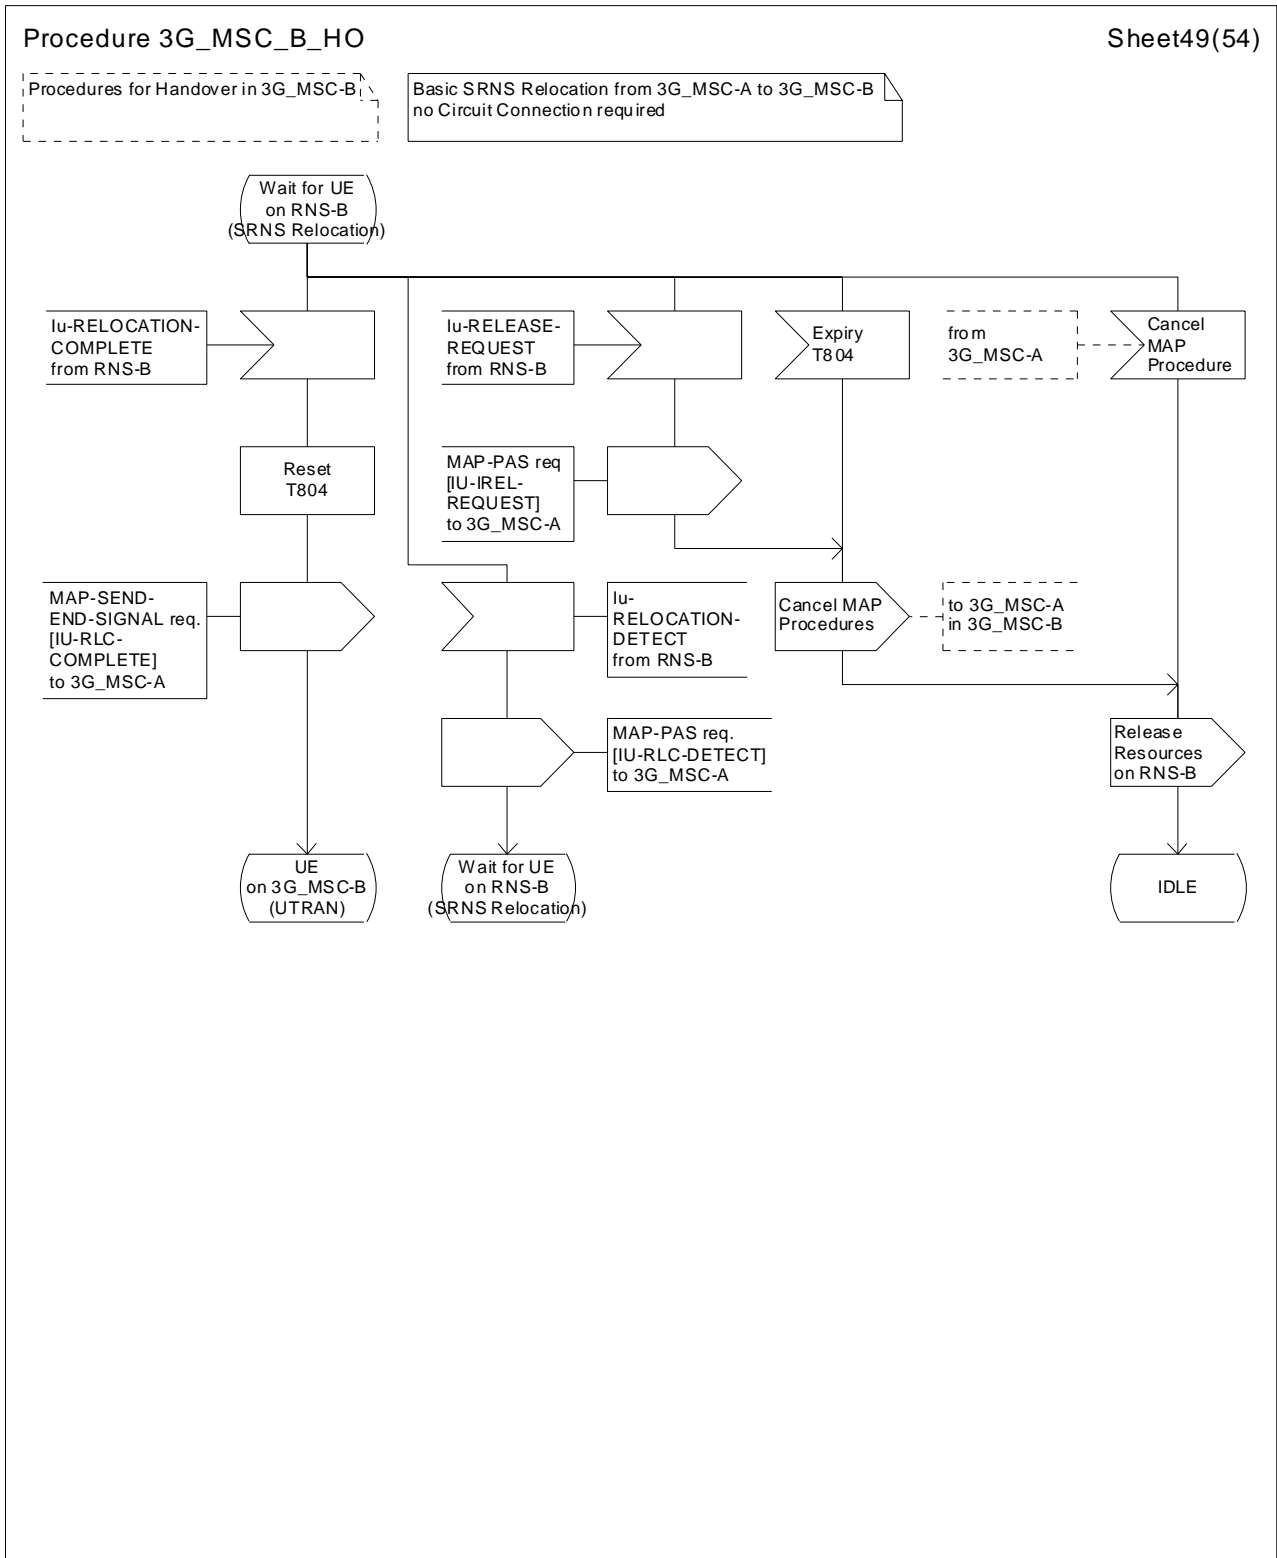 Procedure 3G_MSC_B_HO
Sheet49(54)
Procedures for Handover in 3G_MSC-B
Basic SRNS Relocation from 3G_MSC-A to 3G_MSC-B
no Circuit Connection required
Wait for UE
on RNS-B
(SRNS Relocation)
Iu-RELOCATION-
COMPLETE
from RNS-B
Iu-RELEASE-
REQUEST
from RNS-B
Expiry
T804
from
3G_MSC-A
Cancel
MAP
Procedure
Reset
T804
MAP-PAS req
[IU-IREL-
REQUEST]
to 3G_MSC-A
MAP-SEND-
END-SIGNAL req.
[IU-RLC-
COMPLETE]
to 3G_MSC-A
Iu-
RELOCATION-
DETECT
from RNS-B
Cancel MAP
Procedures
to 3G_MSC-A
in 3G_MSC-B
MAP-PAS req.
[IU-RLC-DETECT]
to 3G_MSC-A
Release
Resources
on RNS-B
UE
on 3G_MSC-B
(UTRAN)
Wait for UE
on RNS-B
(SRNS Relocation)
IDLE